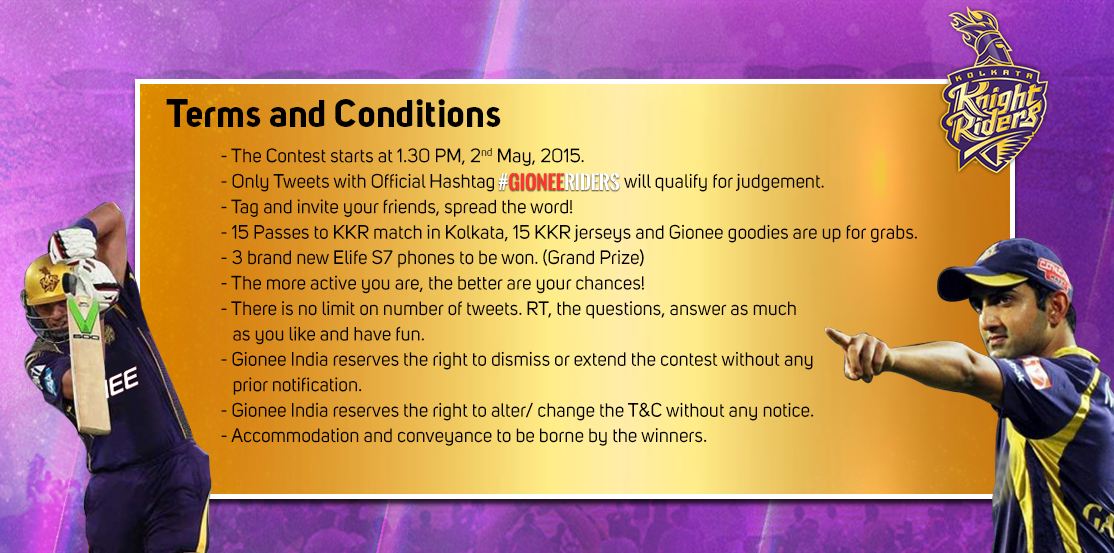 KOLKATA
Knight
Riders
Terms and Conditions
- The Contest starts at 1.30 PM, 2nd May, 2015.
- Only Tweets with Official Hashtag #GIONEERIDERS will qualify for judgement.
- Tag and invite your friends, spread the word!
- 15 Passes to KKR match in Kolkata, 15 KKR jerseys and Gionee goodies are up for grabs.
- 3 brand new Elife S7 phones to be won. (Grand Prize)
- The more active you are, the better are your chances!
- There is no limit on number of tweets. RT, the questions, answer as much
as you like and have fun.
- Gionee India reserves the right to dismiss or extend the contest without any
prior notification.
- Gionee India reserves the right to alter/ change the T&C without any notice.
- Accommodation and conveyance to be borne by the winners.
NEE